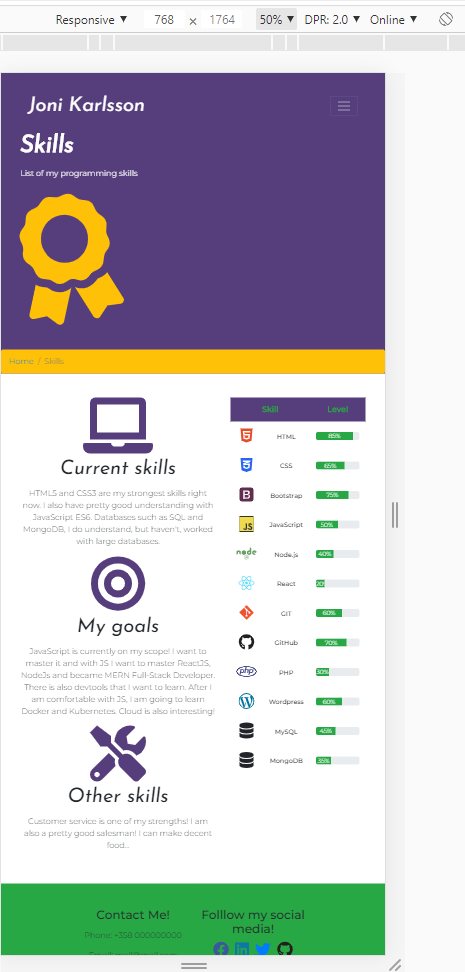 Responsive ▼ 768 × 1764 50% ▼ DPR: 2.0 ▼ Online ▼
Joni Karlsson
Skills
List of my programming skills
Home / Skills
Current skills
HTML5 and CSS3 are my strongest skills right
now. I also have pretty good understanding with
JavaScript ES6. Databases such as SQL and
MongoDB, I do understand, but haven't, worked
with large databases.
My goals
JavaScript is currently on my scope! I want to
master it and with JS I want to master ReactJS,
NodeJs and became MERN Full-Stack Developer.
There is also devtools that I want to learn. After I
am comfortable with JS, I am going to learn
Docker and Kubernetes. Cloud is also interesting!
Other skills
Customer service is one of my strengths! I am
also a pretty good salesman! I can make decent
food...
Skill Level
HTML 85%
CSS 65%
B Bootstrap 75%
JS JavaScript 50%
node Node.js 40%
React 20%
GIT 60%
GitHub 70%
php PHP 30%
Wordpress 60%
MySQL 45%
MongoDB 35%
Contact Me!
Phone: +358 000000000
Folllow my social
media!